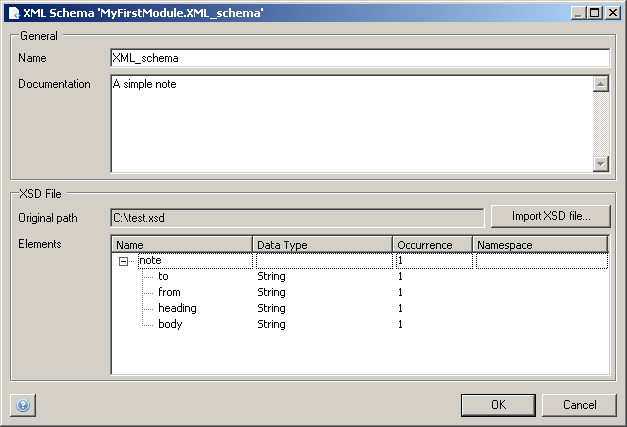 XML Schema 'MyFirstModule.XML_schema'
General
Name XML_schema
Documentation A simple note
XSD File
Original path C:\test.xsd Import XSD file...
Elements Name Data Type Occurrence Namespace
note 1
to String 1
from String 1
heading String 1
body String 1
OK Cancel